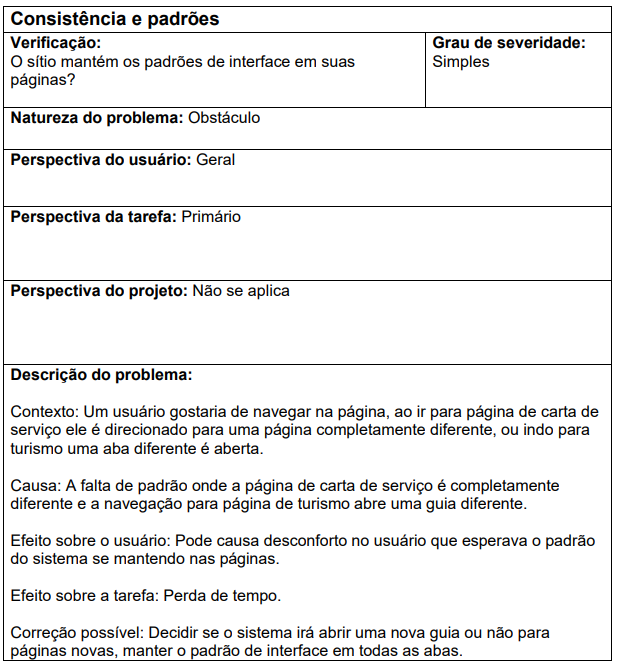 Consistência e padrões
Verificação:
O sítio mantém os padrões de interface em suas
páginas?
Grau de severidade:
Simples
Natureza do problema: Obstáculo
Perspectiva do usuário: Geral
Perspectiva da tarefa: Primário
Perspectiva do projeto: Não se aplica
Descrição do problema:
Contexto: Um usuário gostaria de navegar na página, ao ir para página de carta de
serviço ele é direcionado para uma página completamente diferente, ou indo para
turismo uma aba diferente é aberta.
Causa: A falta de padrão onde a página de carta de serviço é completamente
diferente e a navegação para página de turismo abre uma guia diferente.
Efeito sobre o usuário: Pode causa desconforto no usuário que esperava o padrão
do sistema se mantendo nas páginas.
Efeito sobre a tarefa: Perda de tempo.
Correção possível: Decidir se o sistema irá abrir uma nova guia ou não para
páginas novas, manter o padrão de interface em todas as abas.